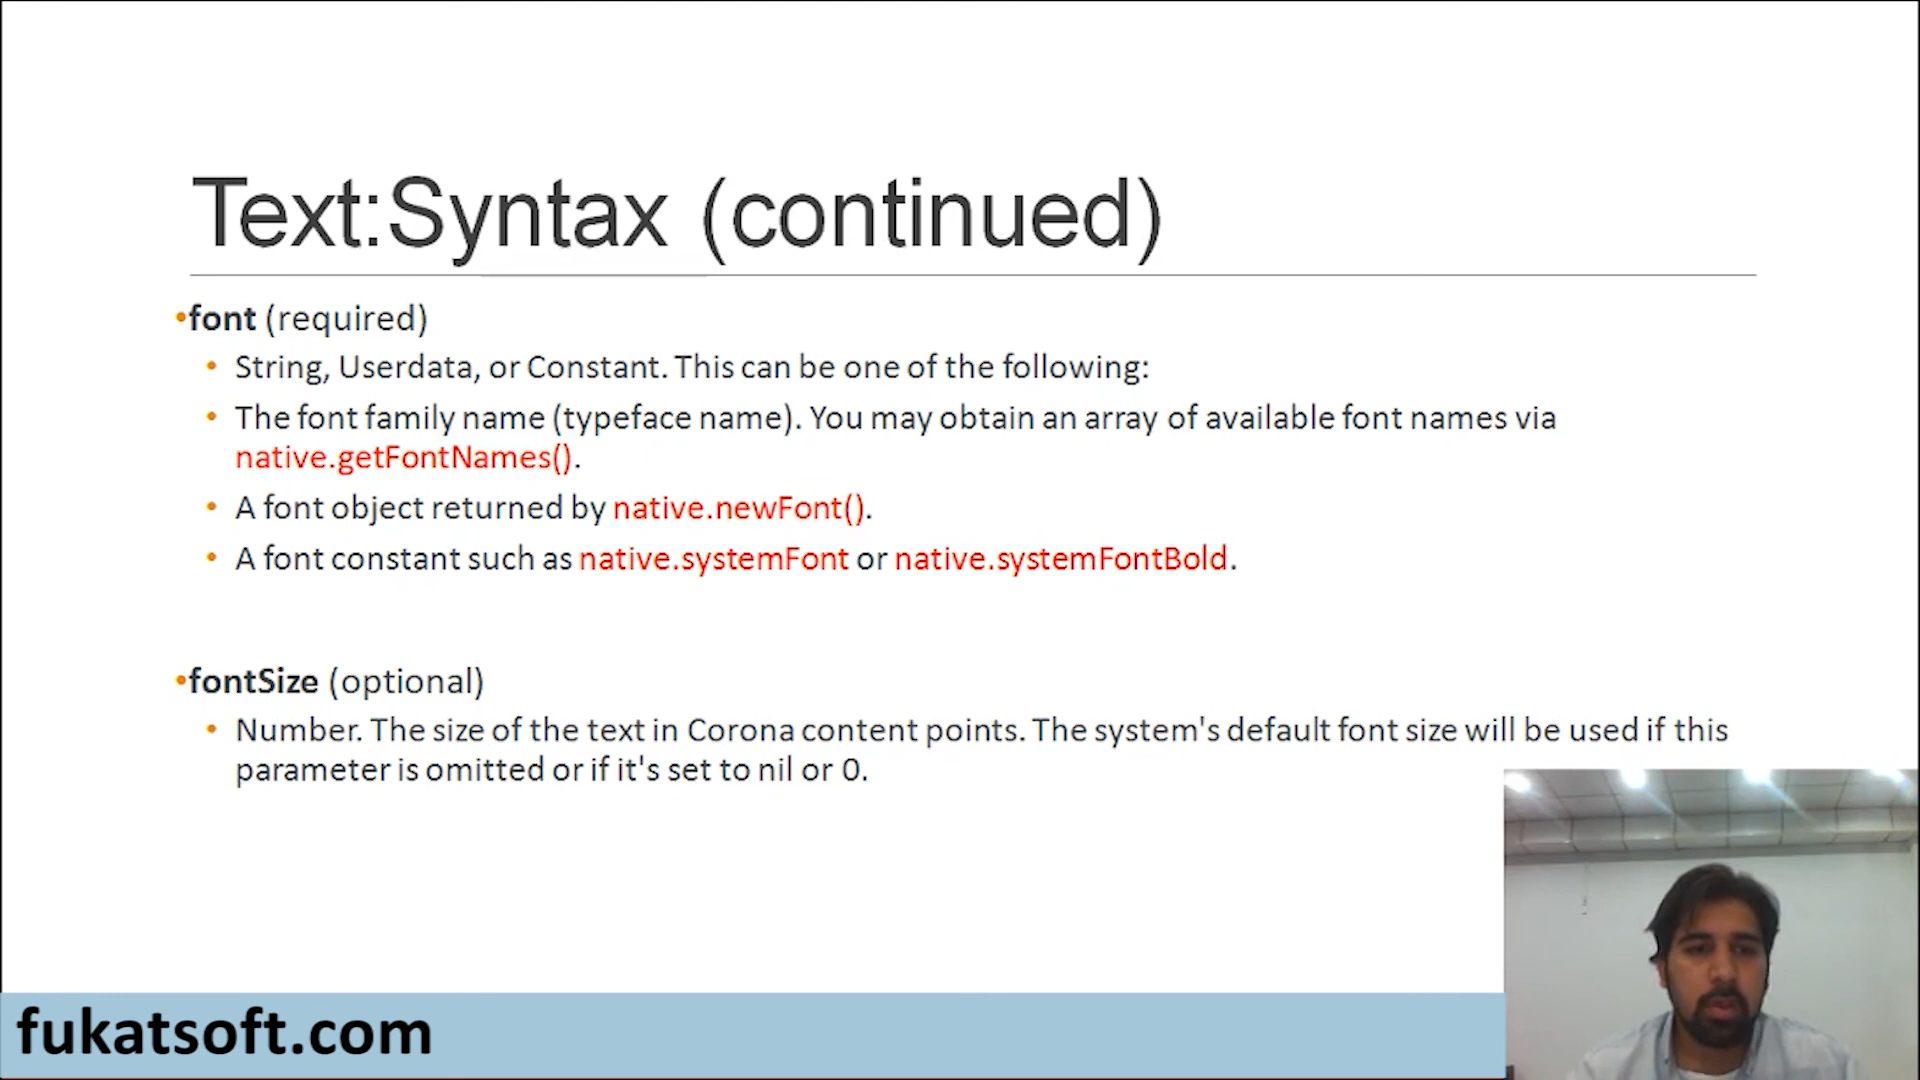 Text:Syntax (continued)
•font (required)
• String, Userdata, or Constant. This can be one of the following:
• The font family name (typeface name). You may obtain an array of available font names via
native.getFontNames().
• A font object returned by native.newFont().
• A font constant such as native.systemFont or native.systemFontBold.
•fontSize (optional)
• Number. The size of the text in Corona content points. The system's default font size will be used if this
parameter is omitted or if it's set to nil or 0.
fukatsoft.com